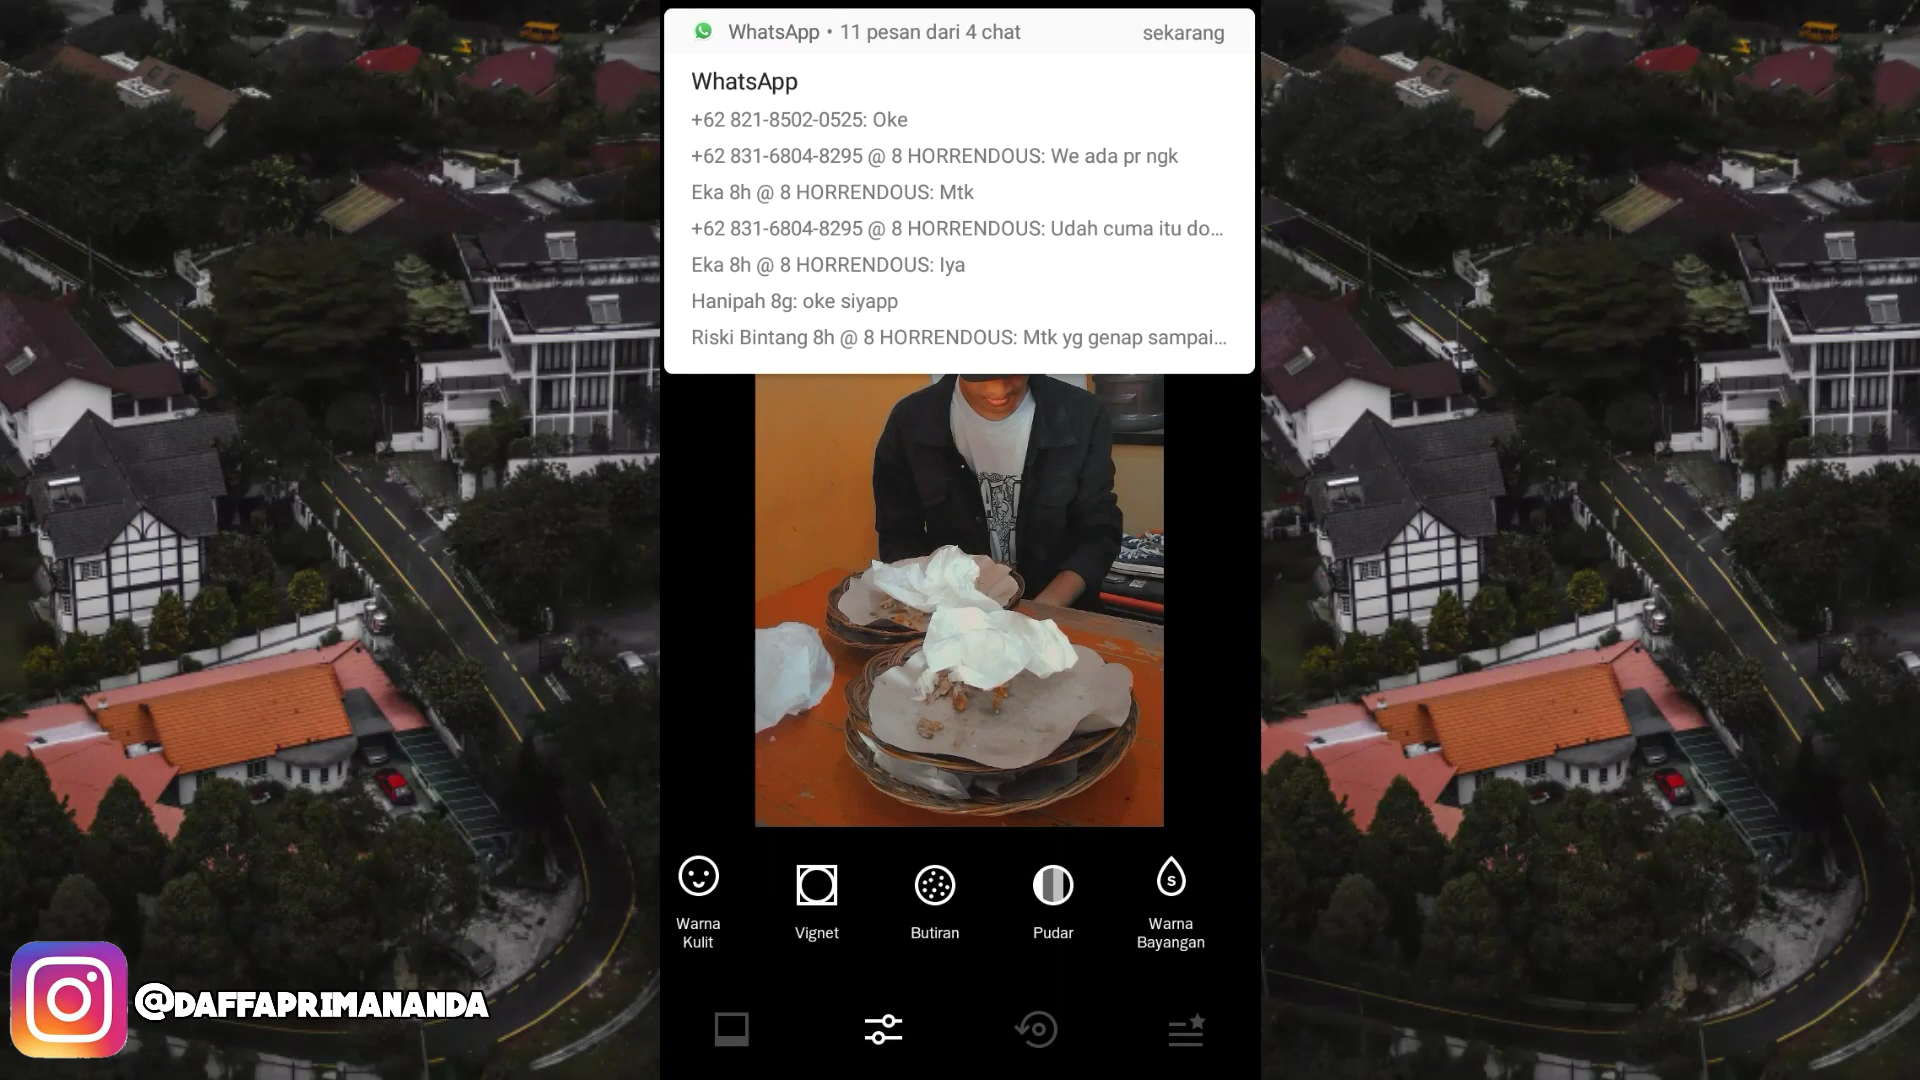 WhatsApp • 11 pesan dari 4 chat sekarang
WhatsApp
+62 821-8502-0525: Oke
+62 831-6804-8295 @ 8 HORRENDOUS: We ada pr ngk
Eka 8h @ 8 HORRENDOUS: Mtk
+62 831-6804-8295 @ 8 HORRENDOUS: Udah cuma itu do...
Eka 8h @ 8 HORRENDOUS: Iya
Hanipah 8g: oke siyapp
Riski Bintang 8h @ 8 HORRENDOUS: Mtk yg genap sampai...
S
Warna Kulit
Vignet
Butiran
Pudar
Warna Bayangan
@DAFFAPRIMANANDA